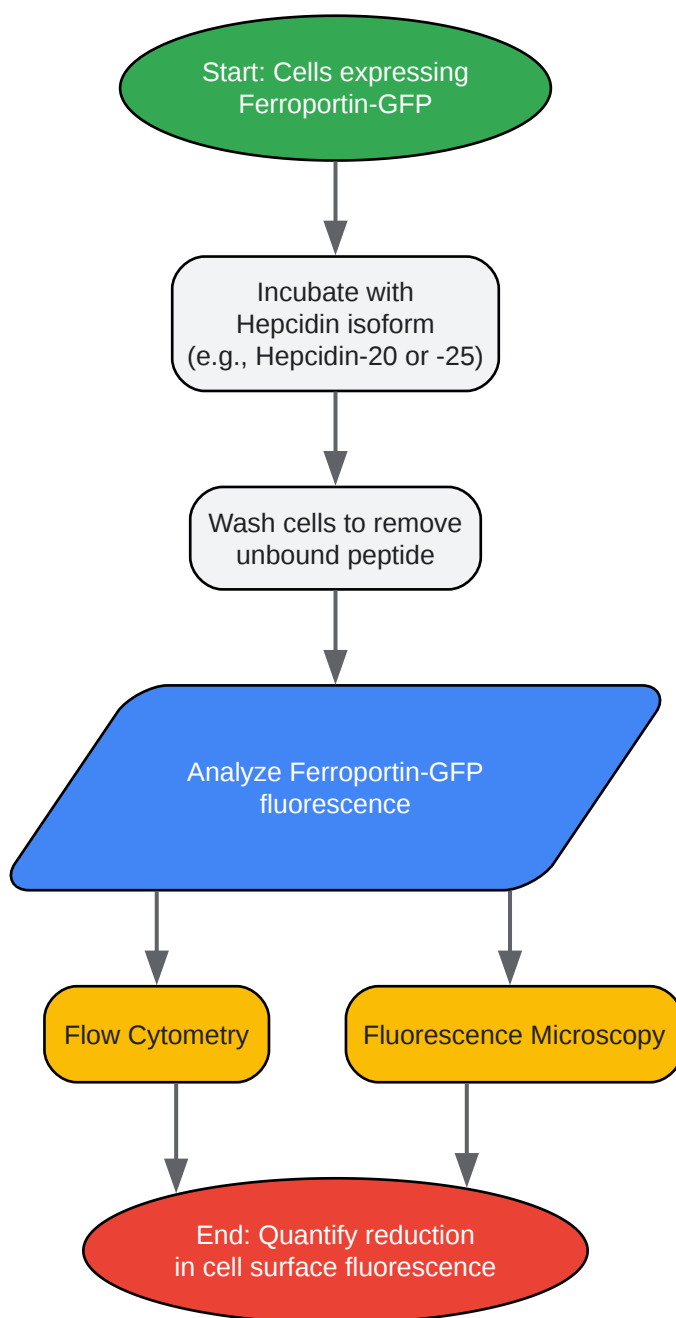 Start: Cells expressing
Ferroportin-GFP
Incubate with
Hepcidin isoform
(e.g., Hepcidin-20 or -25)
Wash cells to remove
unbound peptide
Analyze Ferroportin-GFP
fluorescence
Flow Cytometry
Fluorescence Microscopy
End: Quantify reduction
in cell surface fluorescence